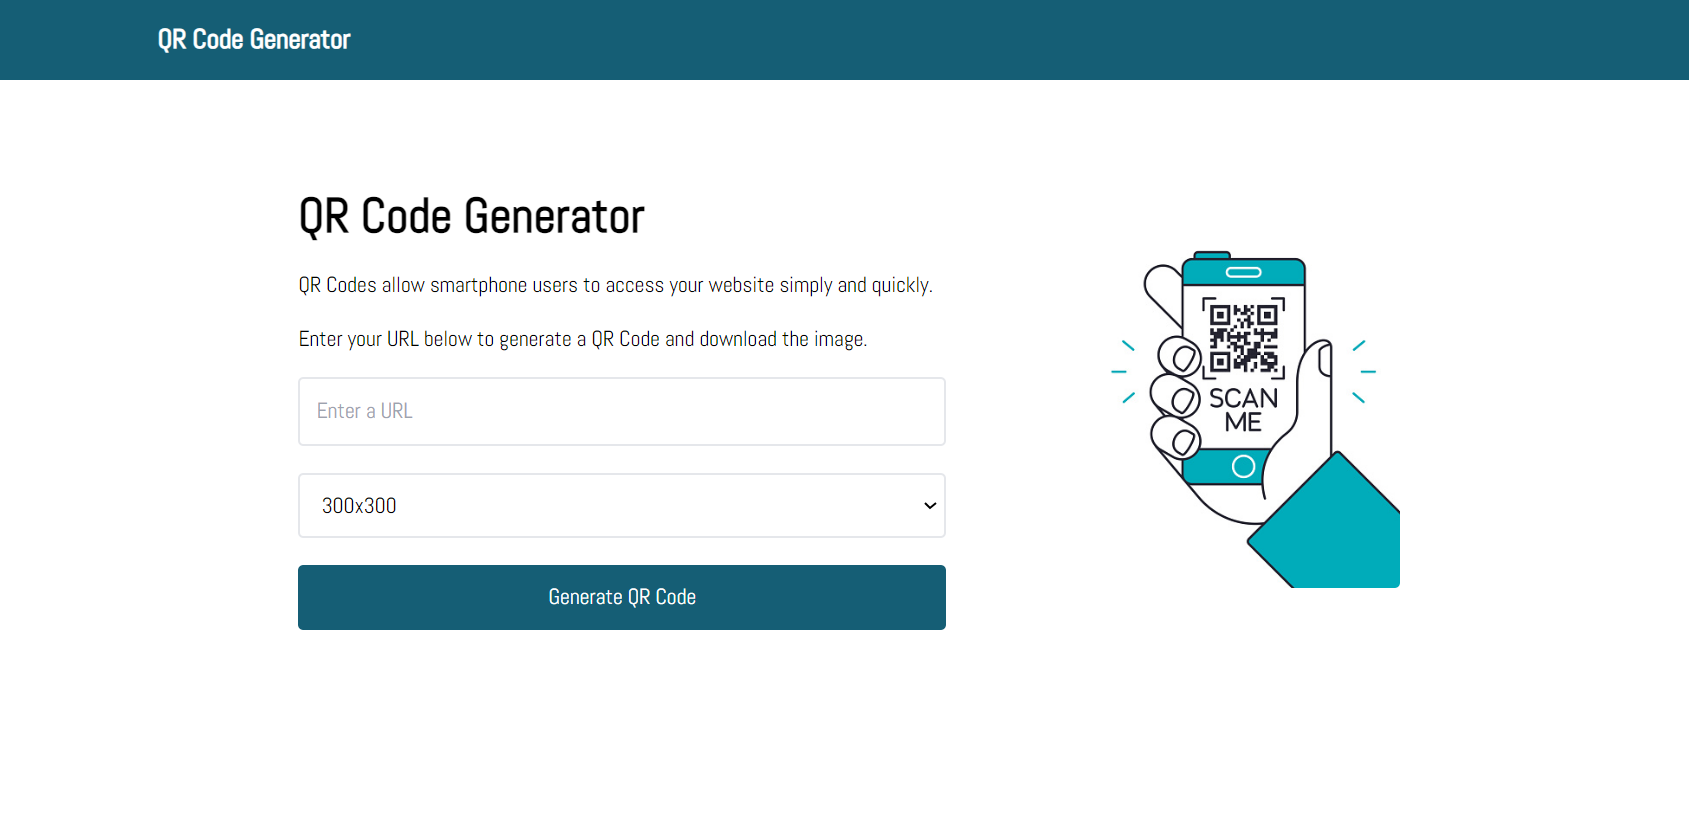 QR Code Generator
QR Code Generator
QR Codes allow smartphone users to access your website simply and quickly.
Enter your URL below to generate a QR Code and download the image.
Enter a URL
300x300
Generate QR Code
SCAN
ME